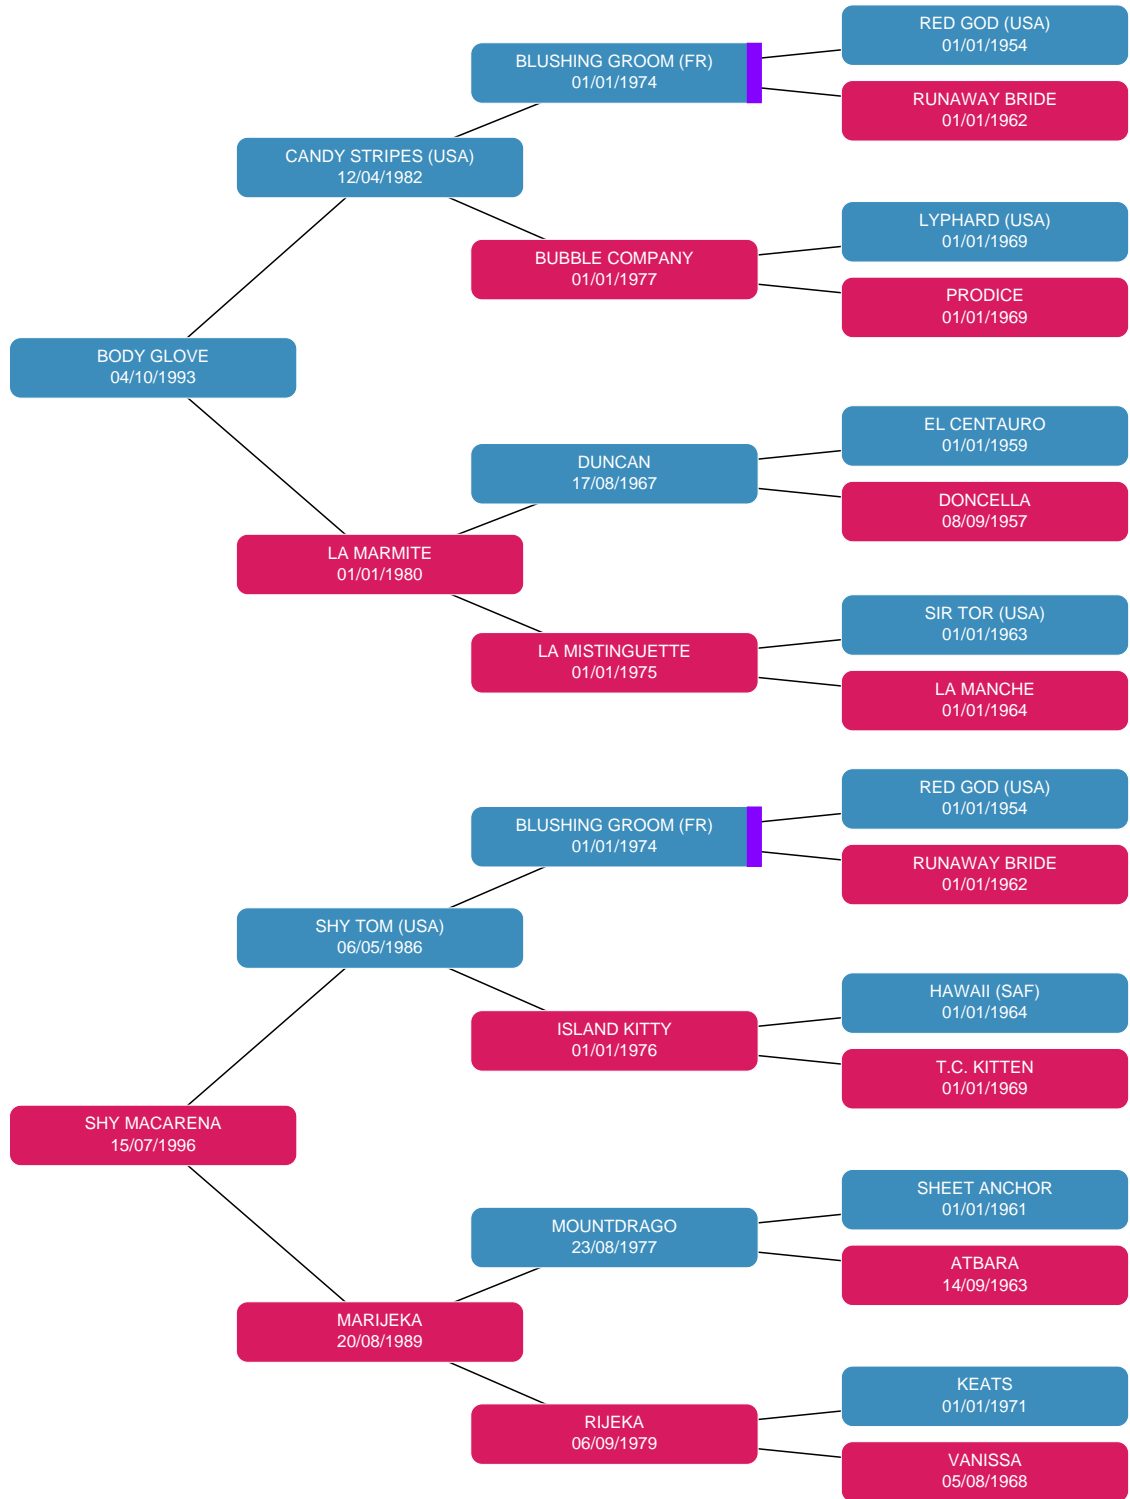 RED GOD (USA)
01/01/1954
BLUSHING GROOM (FR)
01/01/1974
RUNAWAY BRIDE
01/01/1962
CANDY STRIPES (USA)
12/04/1982
LYPHARD (USA)
01/01/1969
BUBBLE COMPANY
01/01/1977
PRODICE
01/01/1969
BODY GLOVE
04/10/1993
EL CENTAURO
01/01/1959
DUNCAN
17/08/1967
DONCELLA
08/09/1957
LA MARMITE
01/01/1980
SIR TOR (USA)
01/01/1963
LA MISTINGUETTE
01/01/1975
LA MANCHE
01/01/1964
RED GOD (USA)
01/01/1954
BLUSHING GROOM (FR)
01/01/1974
RUNAWAY BRIDE
01/01/1962
SHY TOM (USA)
06/05/1986
HAWAII (SAF)
01/01/1964
ISLAND KITTY
01/01/1976
T.C. KITTEN
01/01/1969
SHY MACARENA
15/07/1996
SHEET ANCHOR
01/01/1961
MOUNTDRAGO
23/08/1977
ATBARA
14/09/1963
MARIJEKA
20/08/1989
KEATS
01/01/1971
RIJEKA
06/09/1979
VANISSA
05/08/1968